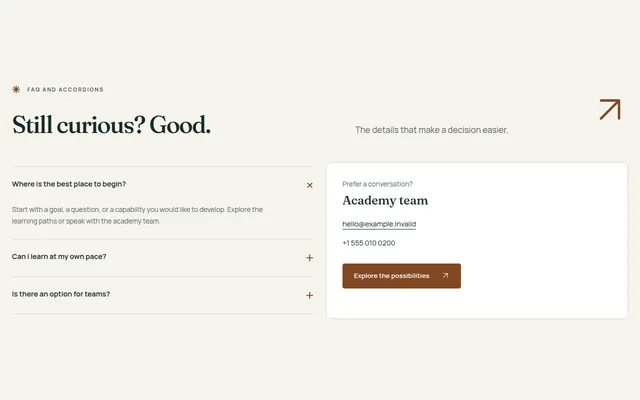 FAQ AND ACCORDIONS
Still curious? Good.
The details that make a decision easier.
Where is the best place to begin?
Start with a goal, a question, or a capability you would like to develop. Explore the
learning paths or speak with the academy team.
Can I learn at my own pace?
Is there an option for teams?
Prefer a conversation?
Academy team
hello@example.invalid
+1 555 010 0200
Explore the possibilities